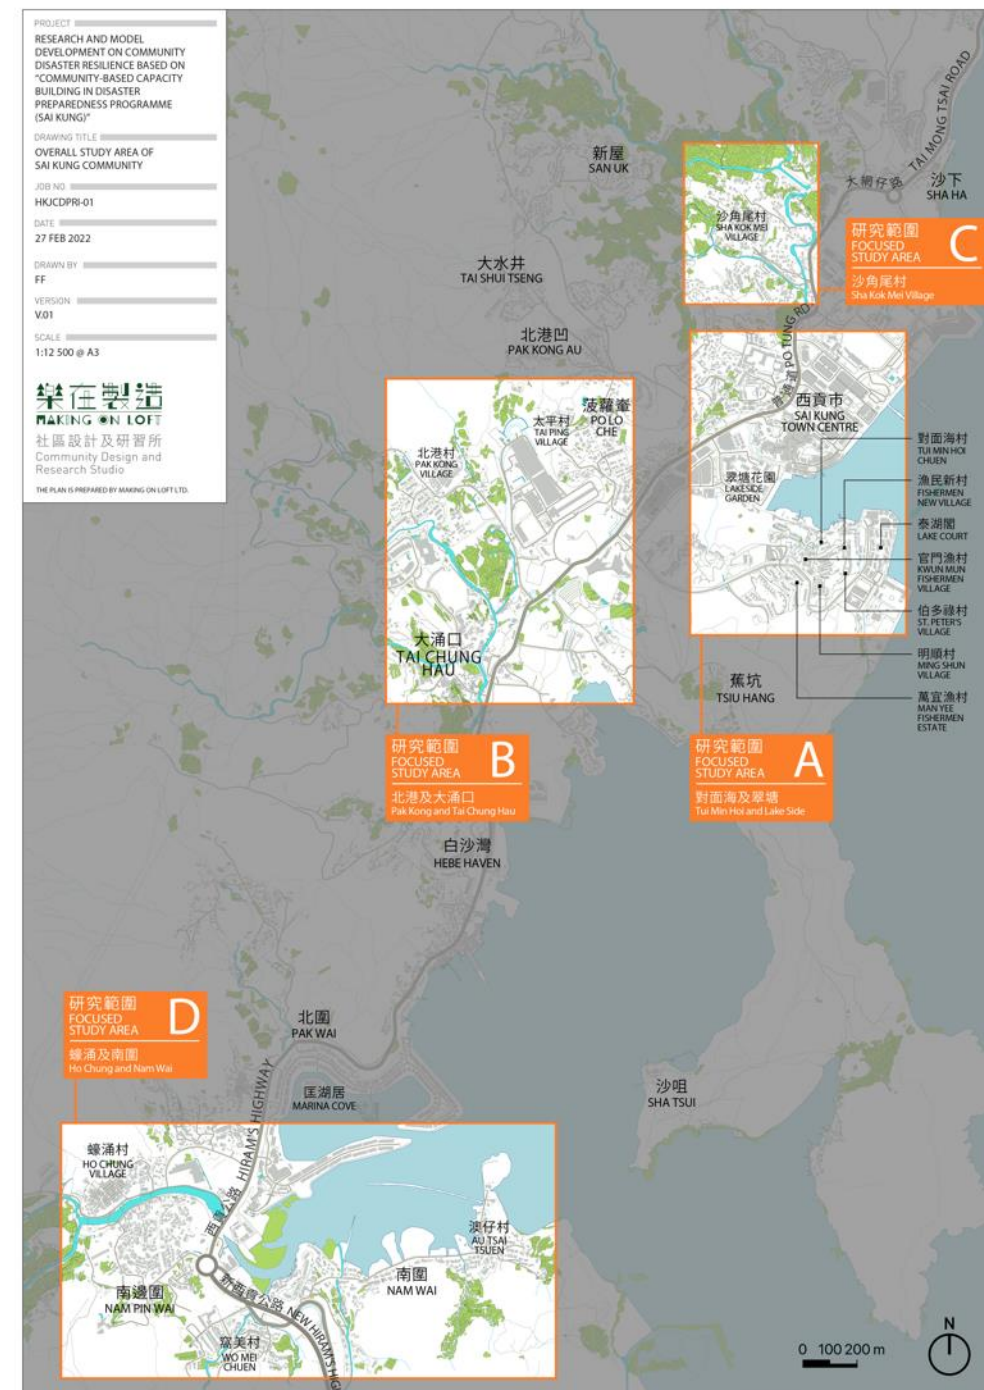 PROJECT
RESEARCH AND MODEL
DEVELOPMENT ON COMMUNITY
DISASTER RESILIENCE BASED ON
"COMMUNITY-BASED CAPACITY
BUILDING IN DISASTER
PREPAREDNESS PROGRAMME
(SAI KUNG)"
DRAWING TITLE
OVERALL STUDY AREA OF
SAI KUNG COMMUNITY
JOB NO.
HKJCDPRI-01
DATE
27 FEB 2022
DRAWN BY
FF
VERSION
V.01
SCALE
1:12 500 @ A3
樂在製造
MAKING ON LOFT
社區設計及研習所
Community Design and
Research Studio
THE PLAN IS PREPARED BY MAKING ON LOFT LTD.
新屋
SAN UK
大網仔路 TAI MONG TSAI ROAD
沙下
SHA HA
沙角尾村
SHA KOK MEI
VILLAGE
研究範圍
FOCUSED
STUDY AREA
C
沙角尾村
Sha Kok Mei Village
大水井
TAI SHUI TSENG
北港凹
PAK KONG AU
普通道 PO TUNG RD.
西貢市
SAI KUNG
TOWN CENTRE
翠塘花園
LAKESIDE
GARDEN
對面海村
TUI MIN HOI
CHUEN
漁民新村
FISHERMEN
NEW VILLAGE
泰湖閣
LAKE COURT
官門漁村
KWUN MUN
FISHERMEN
VILLAGE
伯多祿村
ST. PETER'S
VILLAGE
明順村
MING SHUN
VILLAGE
萬宜漁村
MAN YEE
FISHERMEN
ESTATE
菠蘿輋
PO LO
CHE
太平村
TAI PING
VILLAGE
北港村
PAK KONG
VILLAGE
大涌口
TAI CHUNG
HAU
蕉坑
TSIU HANG
研究範圍
FOCUSED
STUDY AREA
B
北港及大涌口
Pak Kong and Tai Chung Hau
研究範圍
FOCUSED
STUDY AREA
A
對面海及翠塘
Tui Min Hoi and Lake Side
白沙灣
HEBE HAVEN
研究範圍
FOCUSED
STUDY AREA
D
蠔涌及南圍
Ho Chung and Nam Wai
北圍
PAK WAI
匡湖居
MARINA COVE
沙咀
SHA TSUI
西貢公路 HIRAM'S HIGHWAY
蠔涌村
HO CHUNG
VILLAGE
澳仔村
AU TSAI
TSUEN
南圍
NAM WAI
南邊圍
NAM PIN WAI
新西貢公路 NEW HIRAM'S HIGH
窩美村
WO MEI
CHUEN
0 100 200 m
N